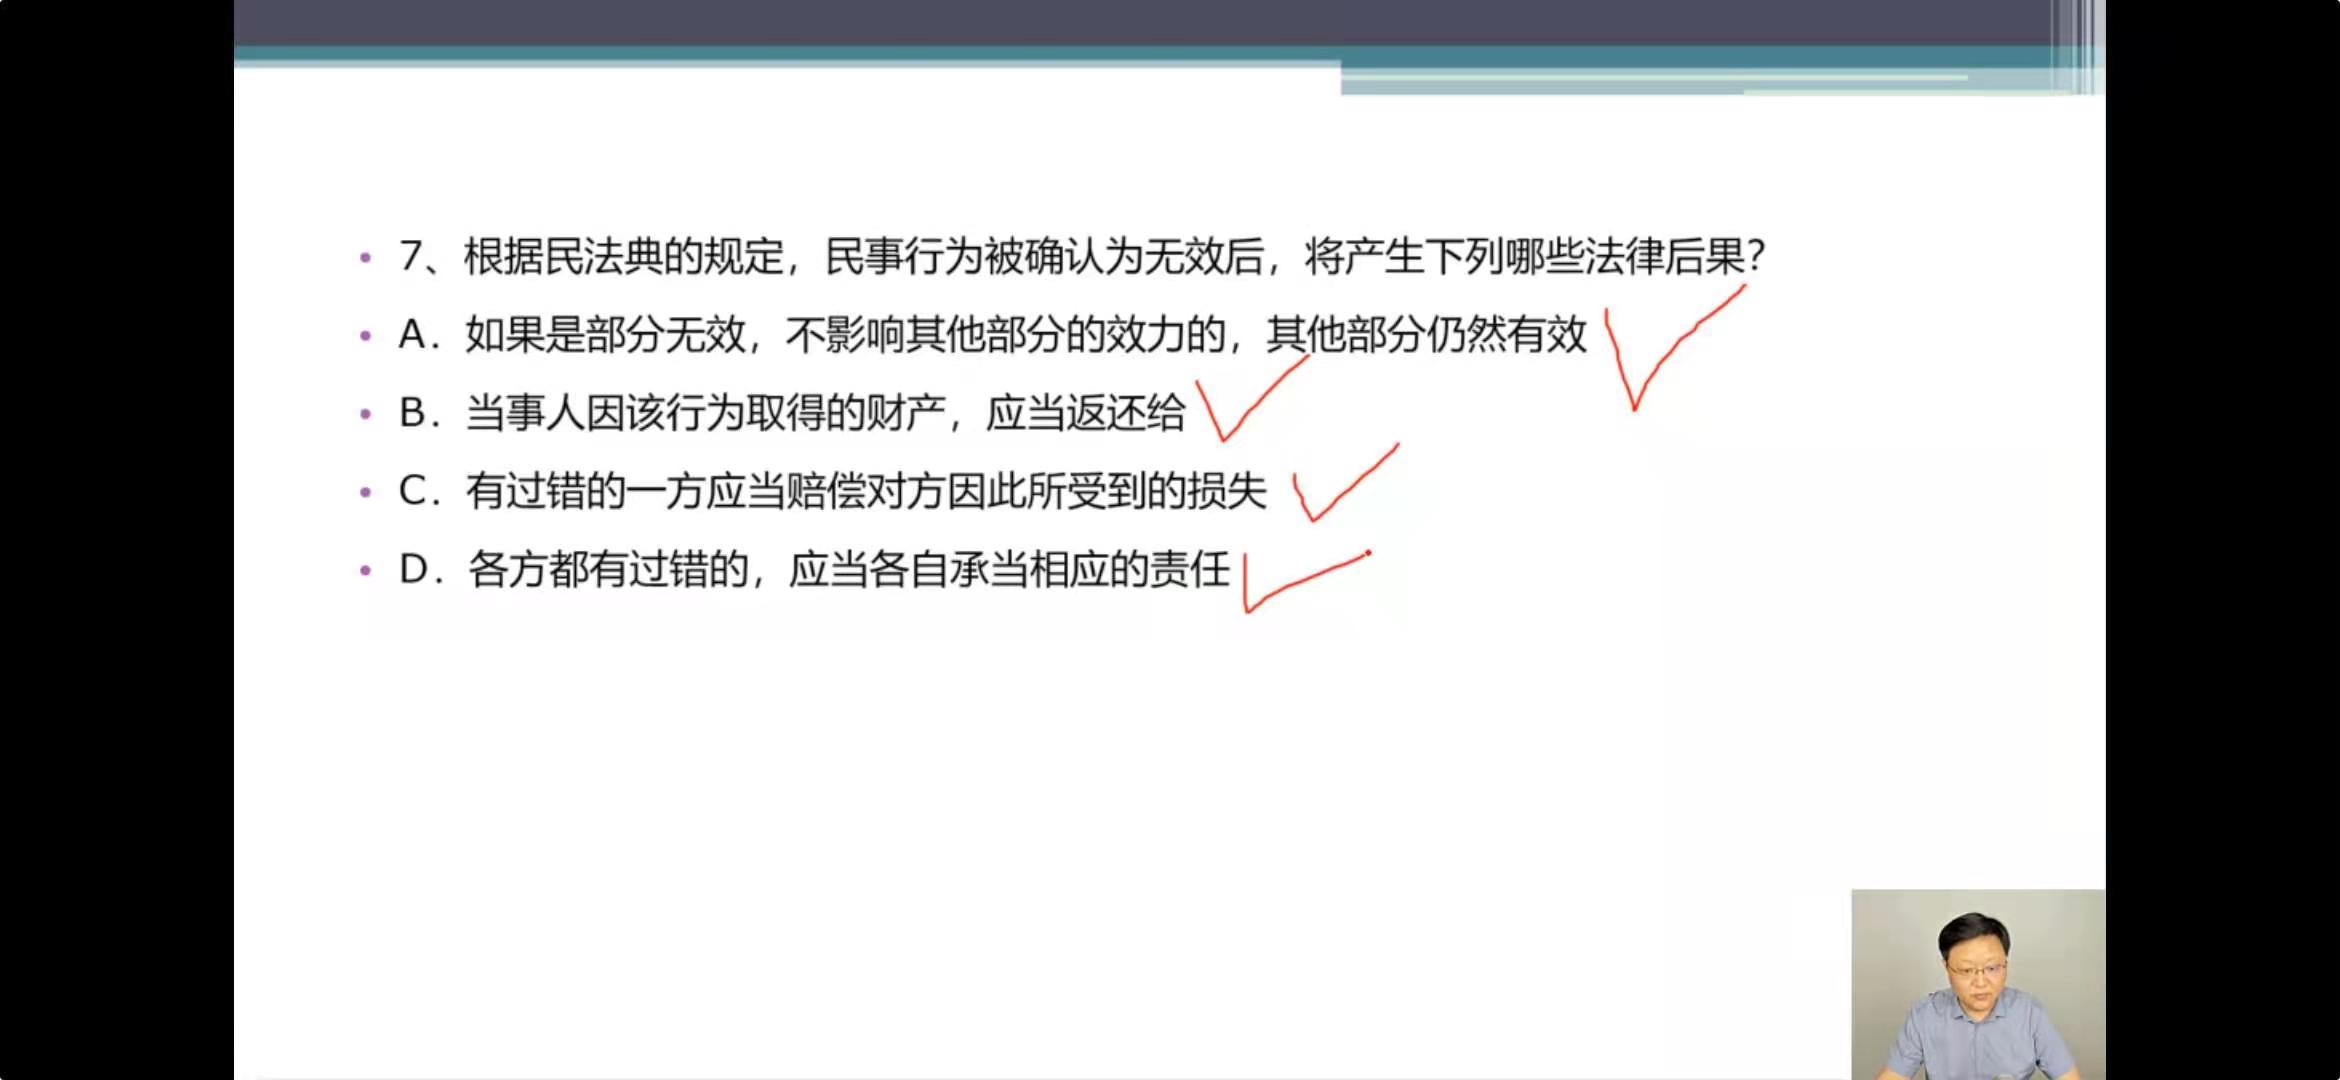 7、根据民法典的规定，民事行为被确认为无效后，将产生下列哪些法律后果?
A．如果是部分无效，不影响其他部分的效力的，其他部分仍然有效
B．当事人因该行为取得的财产，应当返还给
C．有过错的一方应当赔偿对方因此所受到的损失
D．各方都有过错的，应当各自承当相应的责任